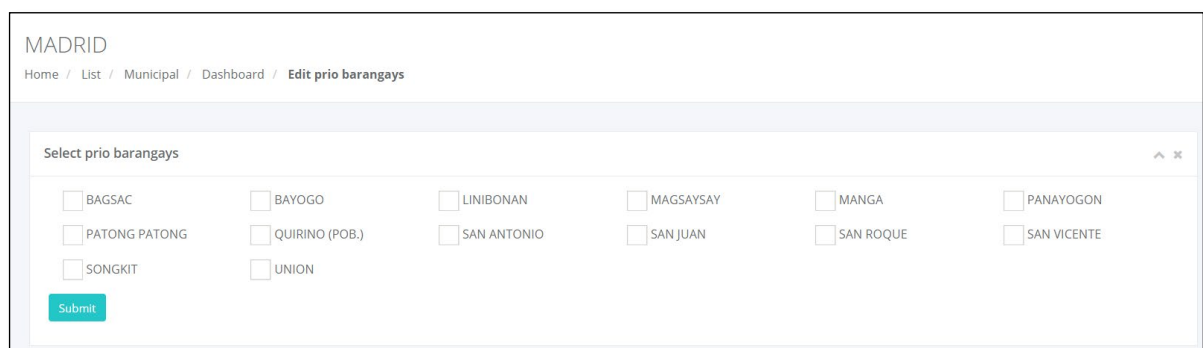 MADRID
Home / List / Municipal / Dashboard / Edit prio barangays
Select prio barangays
BAGSAC BAYOGO LINIBONAN MAGSAYSAY MANGA PANAYOGON
PATONG PATONG QUIRINO (POB.) SAN ANTONIO SAN JUAN SAN ROQUE SAN VICENTE
SONGKIT UNION
Submit